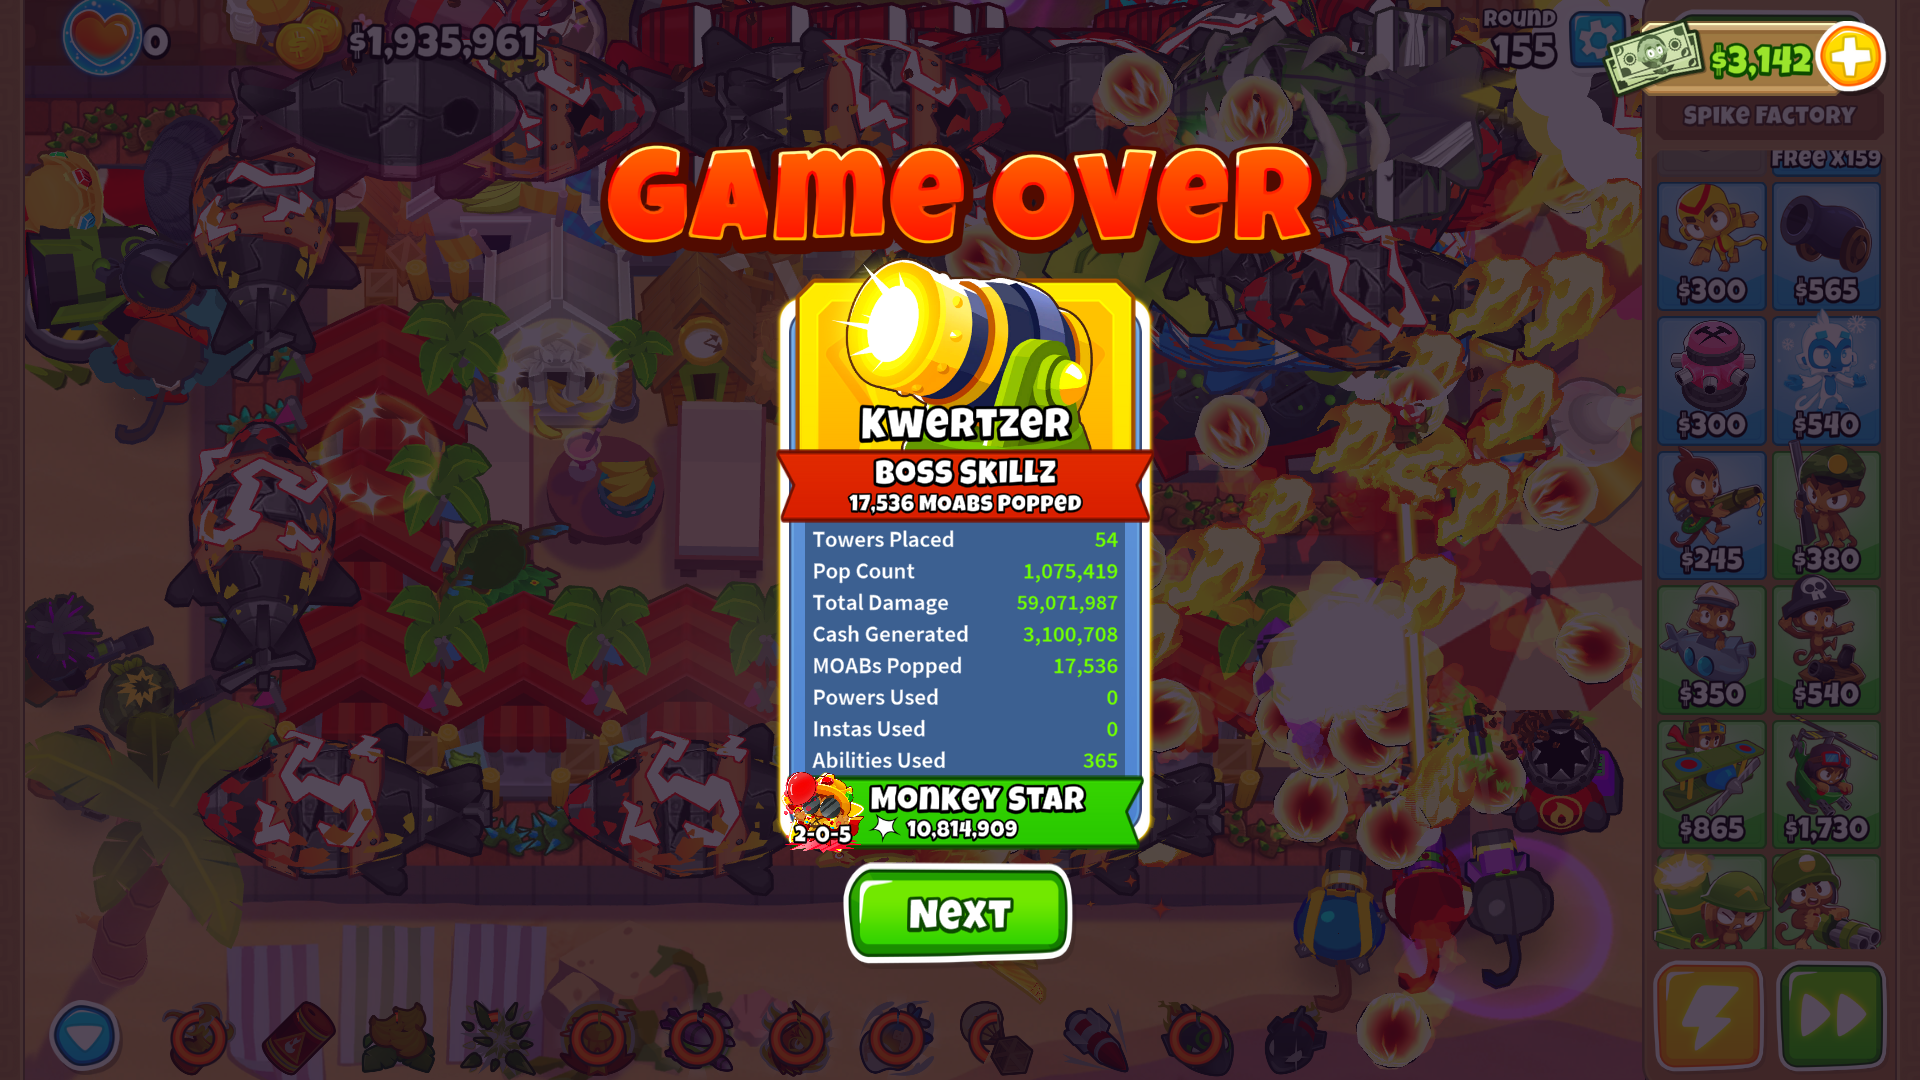 0
$1,935,961
ROUND
155
$3,142
SPIKE FACTORY
FREE X159
GAME OVER
$300
$565
$300
$540
KWERTZER
BOSS SKILLZ
17,536 MOABS POPPED
Towers Placed 54
Pop Count 1,075,419
Total Damage 59,071,987
Cash Generated 3,100,708
MOABs Popped 17,536
Powers Used 0
Instas Used 0
Abilities Used 365
2-0-5
MONKEY STAR
10,814,909
NEXT
$245
$380
$350
$540
$865
$1,730